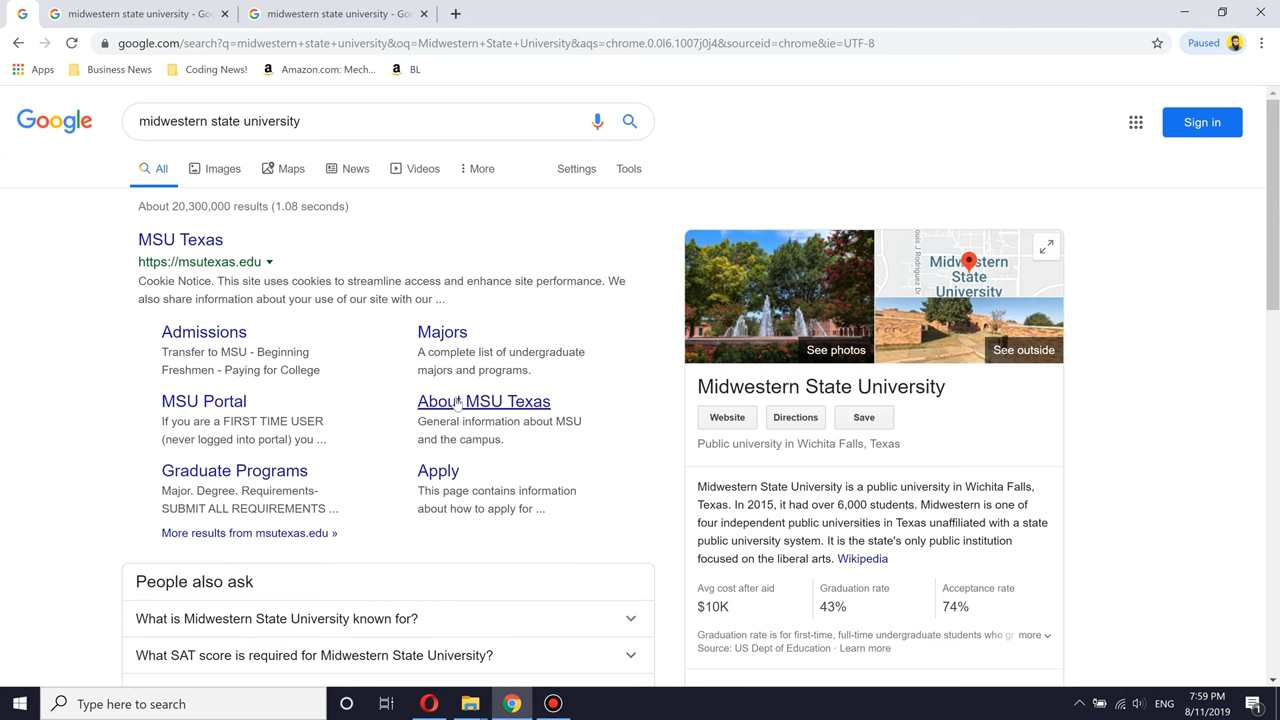 midwestern state university - Go
midwestern state university - Goo
google.com/search?q=midwestern+state+university&oq=Midwestern+State+University&aqs=chrome.0.0l6.1007j0j4&sourceid=chrome&ie=UTF-8
Paused
Apps
Business News
Coding News!
Amazon.com: Mech...
BL
Google
midwestern state university
Sign in
All
Images
Maps
News
Videos
More
Settings
Tools
About 20,300,000 results (1.08 seconds)
MSU Texas
https://msutexas.edu
Cookie Notice. This site uses cookies to streamline access and enhance site performance. We
also share information about your use of our site with our ...
Admissions
Transfer to MSU - Beginning
Freshmen - Paying for College
Majors
A complete list of undergraduate
majors and programs.
MSU Portal
If you are a FIRST TIME USER
(never logged into portal) you ...
About MSU Texas
General information about MSU
and the campus.
Graduate Programs
Major. Degree. Requirements-
SUBMIT ALL REQUIREMENTS ...
Apply
This page contains information
about how to apply for ...
More results from msutexas.edu »
People also ask
What is Midwestern State University known for?
What SAT score is required for Midwestern State University?
See photos
ouis J. Rodriguez Dr
Midwestern
State
University
See outside
Midwestern State University
Website
Directions
Save
Public university in Wichita Falls, Texas
Midwestern State University is a public university in Wichita Falls,
Texas. In 2015, it had over 6,000 students. Midwestern is one of
four independent public universities in Texas unaffiliated with a state
public university system. It is the state's only public institution
focused on the liberal arts. Wikipedia
Avg cost after aid
$10K
Graduation rate
43%
Acceptance rate
74%
Graduation rate is for first-time, full-time undergraduate students who gr more
Source: US Dept of Education · Learn more
Type here to search
ENG
7:59 PM
8/11/2019
1